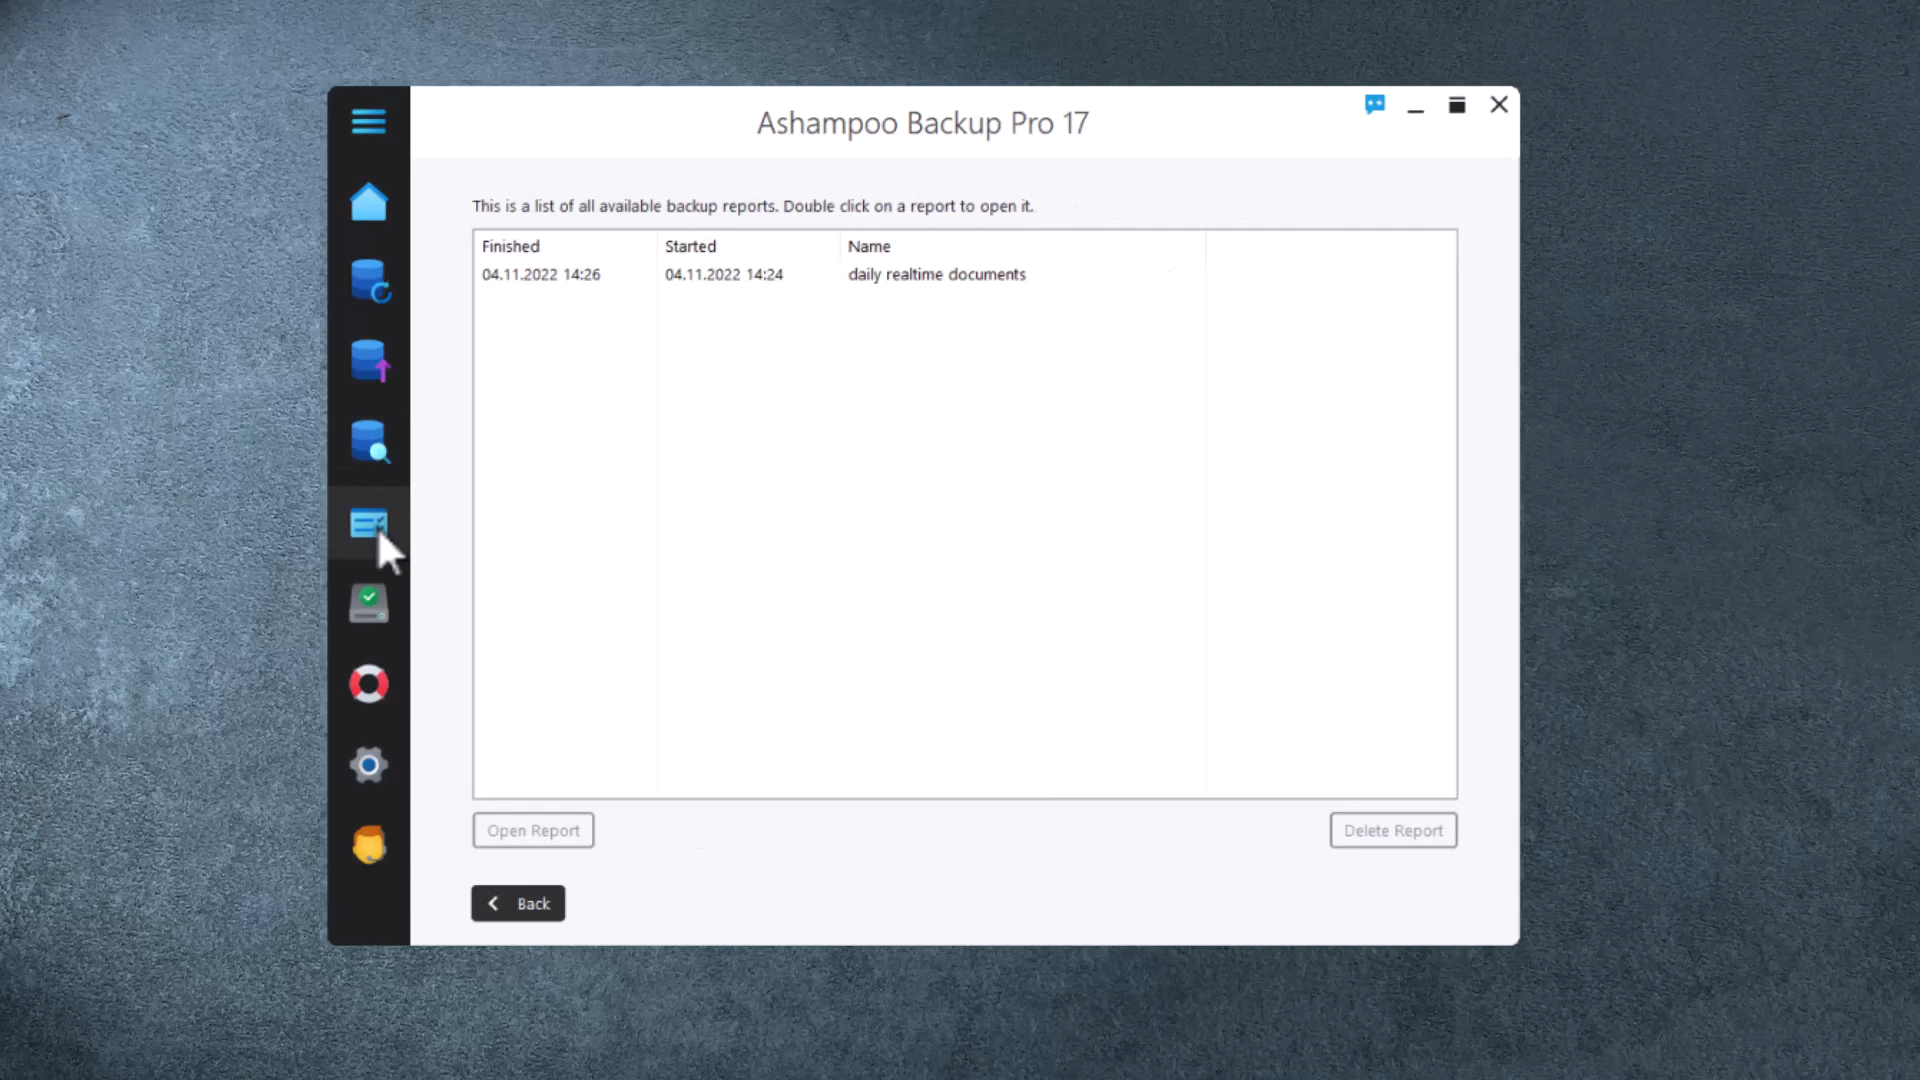 Ashampoo Backup Pro 17
This is a list of all available backup reports. Double click on a report to open it.
Finished Started Name
04.11.2022 14:26 04.11.2022 14:24 daily realtime documents
Open Report Delete Report
Back